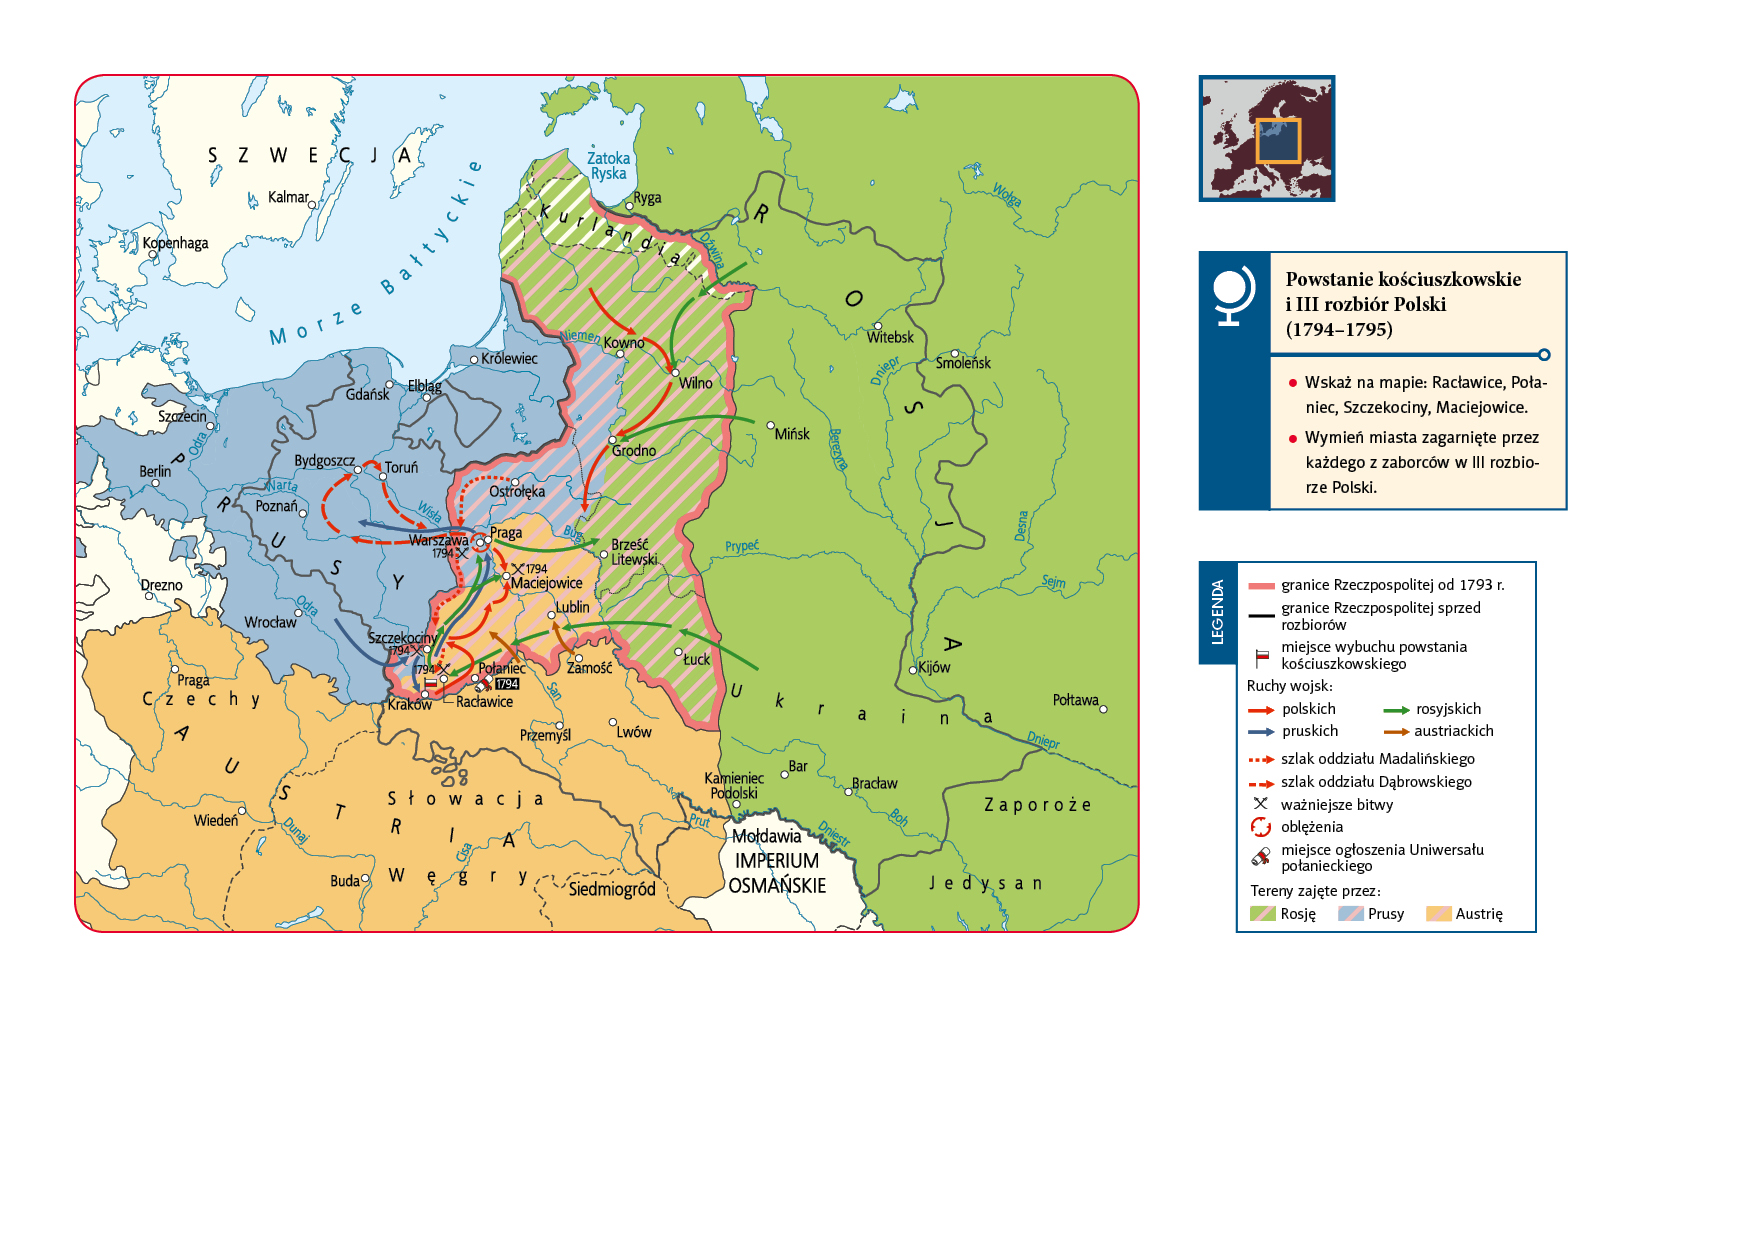 S Z W E C J A
Kalmar
Kopenhaga
Morze Bałtyckie
Zatoka
Ryska
Ryga
Kurlandia
Dźwina
Wołga
R O S J A
Witebsk
Smoleńsk
Dniepr
Niemen
Kowno
Wilno
Królewiec
Gdańsk
Elbląg
Szczecin
Odra
Berlin
P R U S Y
Bydgoszcz
Toruń
Warta
Poznań
Wisła
Grodno
Mińsk
Berezyna
Ostrołęka
Warszawa
1794
Praga
Bug
Brześć
Litewski
Prypeć
Desna
Sejm
1794
Maciejowice
Lublin
Drezno
Wrocław
Odra
Szczekociny
1794
1794
Połaniec
1794
Zamość
Łuck
Kijów
Kraków
Racławice
San
Praga
Czechy
Przemyśl
Lwów
Ukraina
Połtawa
Dniepr
A U S T R I A
Kamieniec
Podolski
Bar
Bracław
Zaporoże
Słowacja
Wiedeń
Dunaj
Cisa
Prut
Dniestr
Boh
Mołdawia
IMPERIUM
OSMAŃSKIE
Buda
Węgry
Siedmiogród
Jedysan
Powstanie kościuszkowskie
i III rozbiór Polski
(1794–1795)
● Wskaż na mapie: Racławice, Poła-
niec, Szczekociny, Maciejowice.
● Wymień miasta zagarnięte przez
każdego z zaborców w III rozbio-
rze Polski.
LEGENDA
granice Rzeczpospolitej od 1793 r.
granice Rzeczpospolitej sprzed
rozbiorów
miejsce wybuchu powstania
kościuszkowskiego
Ruchy wojsk:
polskich
rosyjskich
pruskich
austriackich
szlak oddziału Madalińskiego
szlak oddziału Dąbrowskiego
ważniejsze bitwy
oblężenia
miejsce ogłoszenia Uniwersału
połanieckiego
Tereny zajęte przez:
Rosję
Prusy
Austrię